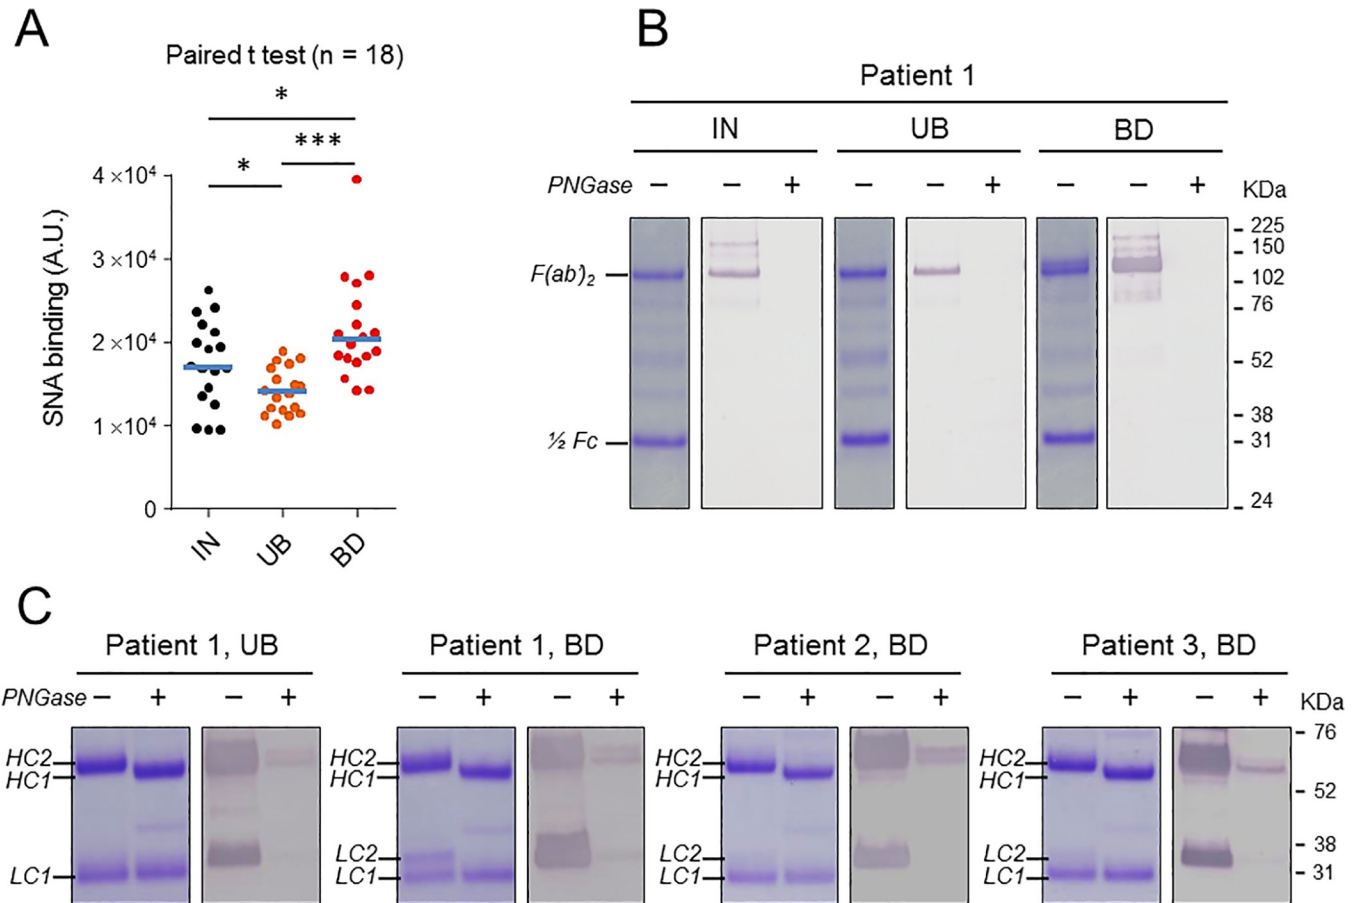 A
Paired t test (n = 18)
*
***
*
4 ×10⁴
3 ×10⁴
2 ×10⁴
1 ×10⁴
0
SNA binding (A.U.)
IN
UB
BD
B
Patient 1
IN
UB
BD
PNGase − − + − − + − − + KDa
F(ab')₂
½ Fc
225
150
102
76
52
38
31
24
C
Patient 1, UB
Patient 1, BD
Patient 2, BD
Patient 3, BD
PNGase − + − + − + − + − + − + − + − + KDa
HC2
HC1
LC1
HC2
HC1
LC2
LC1
HC2
HC1
LC2
LC1
HC2
HC1
LC2
LC1
76
52
38
31